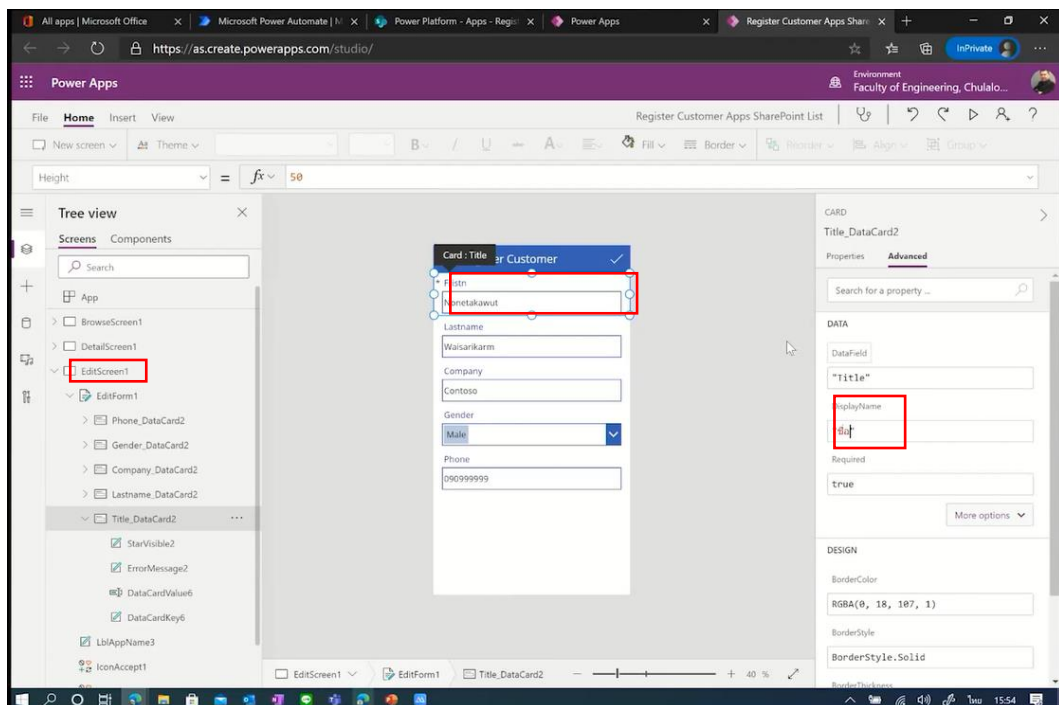 All apps | Microsoft Office
Microsoft Power Automate | M
Power Platform - Apps - Regist
Power Apps
Register Customer Apps Share
https://as.create.powerapps.com/studio/
InPrivate
Power Apps
Environment
Faculty of Engineering, Chulalo...
File Home Insert View
Register Customer Apps SharePoint List
New screen Theme Fill Border Reorder Align Group
Height = fx 50
Tree view
Screens Components
Search
App
BrowseScreen1
DetailScreen1
EditScreen1
EditForm1
Phone_DataCard2
Gender_DataCard2
Company_DataCard2
Lastname_DataCard2
Title_DataCard2
StarVisible2
ErrorMessage2
DataCardValue6
DataCardKey6
LblAppName3
IconAccept1
Card : Title
er Customer
Nonetakawut
Lastname
Waisarikarm
Company
Contoso
Gender
Male
Phone
090999999
EditScreen1 EditForm1 Title_DataCard2
40 %
CARD
Title_DataCard2
Properties Advanced
Search for a property ...
DATA
DataField
"Title"
DisplayName
Required
true
More options
DESIGN
BorderColor
RGBA(0, 18, 107, 1)
BorderStyle
BorderStyle.Solid
BorderThickness
ไทย 15:54